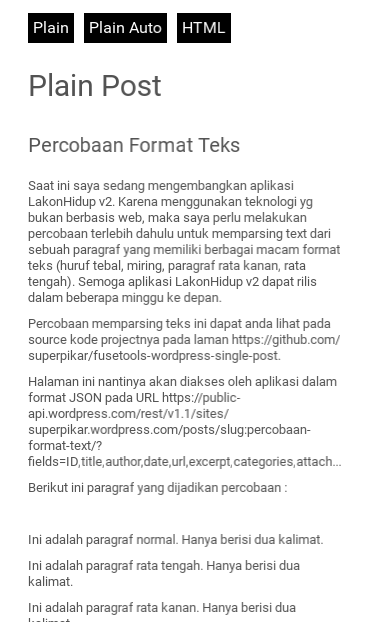 Plain Plain Auto HTML
Plain Post
Percobaan Format Teks
Saat ini saya sedang mengembangkan aplikasi
LakonHidup v2. Karena menggunakan teknologi yg
bukan berbasis web, maka saya perlu melakukan
percobaan terlebih dahulu untuk memparsing text dari
sebuah paragraf yang memiliki berbagai macam format
teks (huruf tebal, miring, paragraf rata kanan, rata
tengah). Semoga aplikasi LakonHidup v2 dapat rilis
dalam beberapa minggu ke depan.
Percobaan memparsing teks ini dapat anda lihat pada
source kode projectnya pada laman https://github.com/
superpikar/fusetools-wordpress-single-post.
Halaman ini nantinya akan diakses oleh aplikasi dalam
format JSON pada URL https://public-
api.wordpress.com/rest/v1.1/sites/
superpikar.wordpress.com/posts/slug:percobaan-
format-text/?
fields=ID,title,author,date,url,excerpt,categories,attach...
Berikut ini paragraf yang dijadikan percobaan :
Ini adalah paragraf normal. Hanya berisi dua kalimat.
Ini adalah paragraf rata tengah. Hanya berisi dua
kalimat.
Ini adalah paragraf rata kanan. Hanya berisi dua
kalimat.